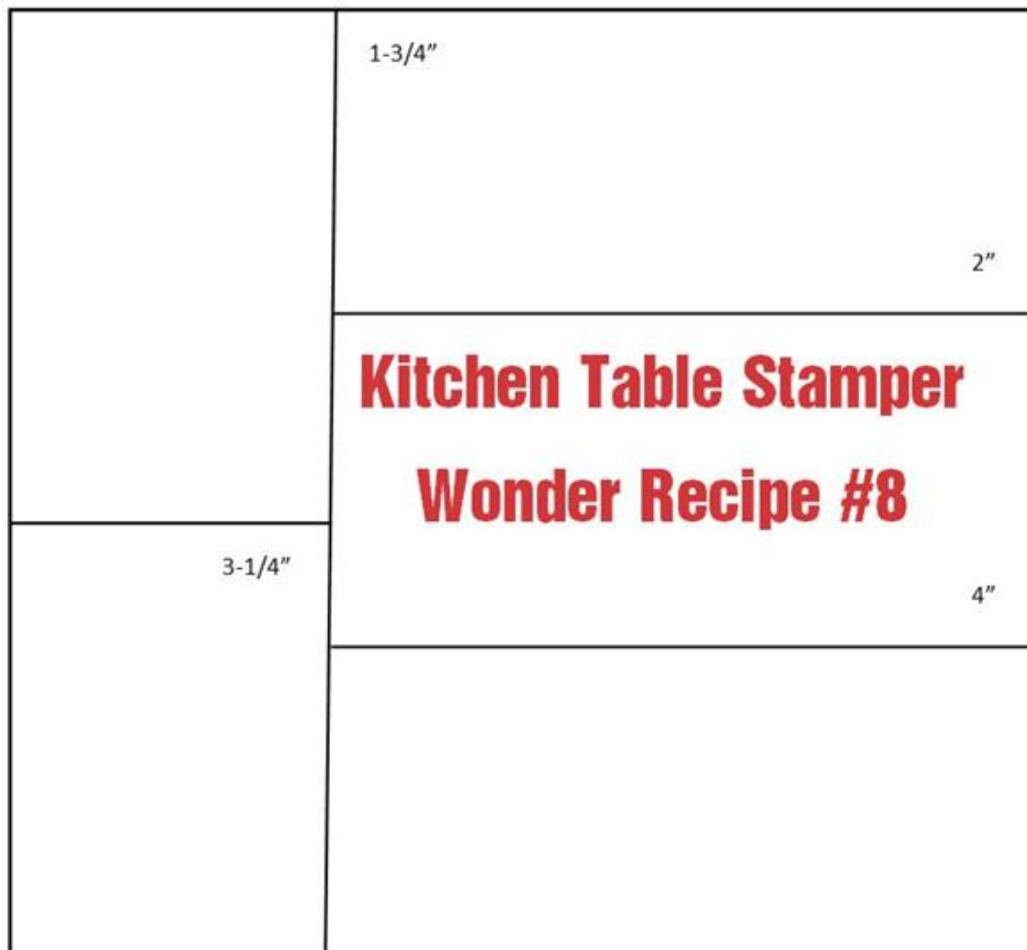 1-3/4”
2”
Kitchen Table Stamper
Wonder Recipe #8
3-1/4”
4”